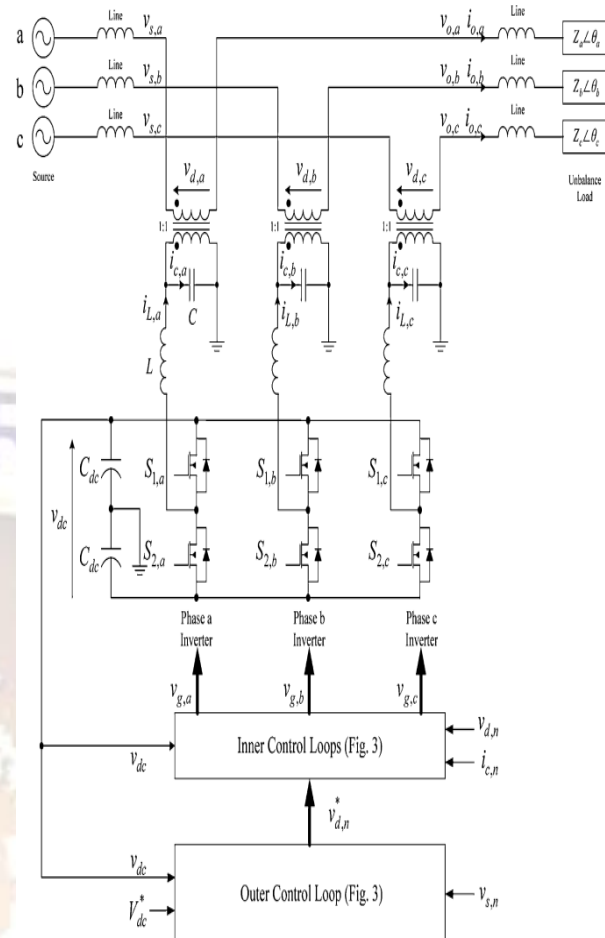 Line v_{s,a} v_{o,a} i_{o,a} Line
a Z_a∠θ_a
Line v_{s,b} v_{o,b} i_{o,b} Line
b Z_b∠θ_b
Line v_{s,c} v_{o,c} i_{o,c} Line
c Z_c∠θ_c
Source
Unbalance
Load
v_{d,a} v_{d,b} v_{d,c}
1:1 1:1 1:1
i_{c,a} i_{c,b} i_{c,c}
i_{L,a} C i_{L,b} i_{L,c}
L
C_{dc} S_{1,a} S_{1,b} S_{1,c}
v_{dc}
C_{dc} S_{2,a} S_{2,b} S_{2,c}
Phase a
Inverter
Phase b
Inverter
Phase c
Inverter
v_{g,a} v_{g,b} v_{g,c}
Inner Control Loops (Fig. 3)
v_{d,n}
v_{dc}
i_{c,n}
v^*_{d,n}
v_{dc}
Outer Control Loop (Fig. 3)
v_{s,n}
V^*_{dc}